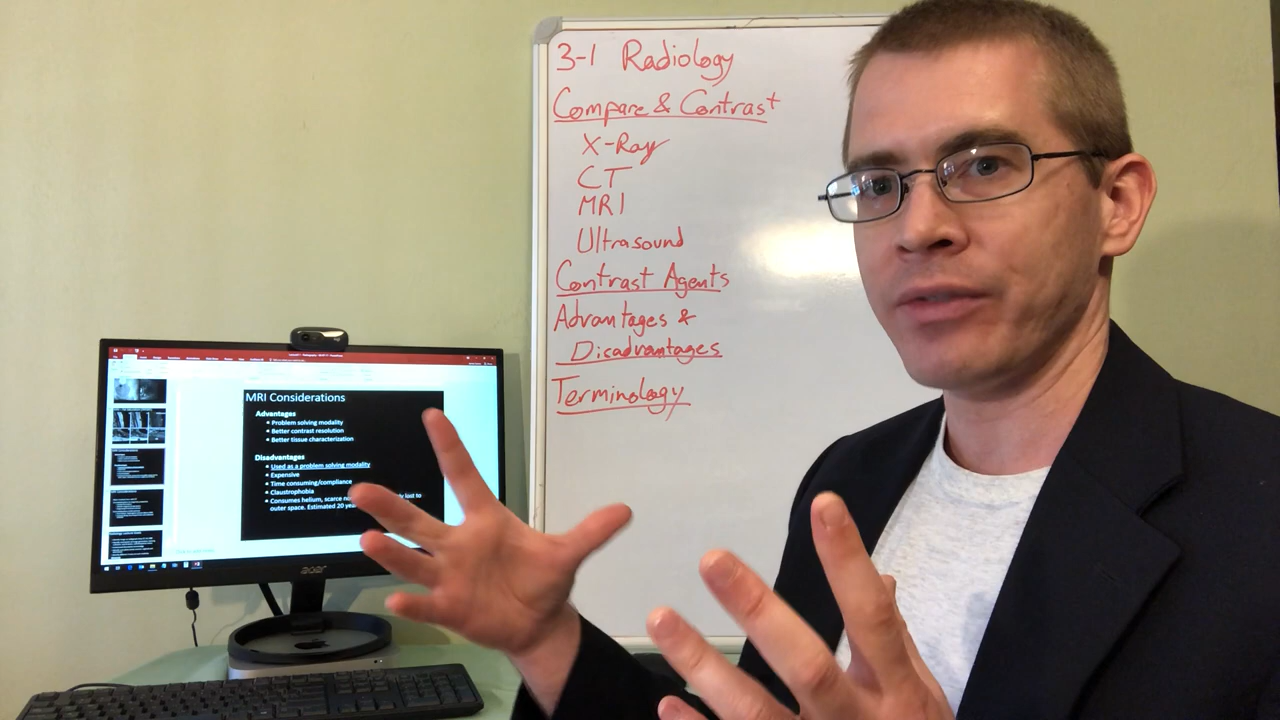 3-1 Radiology
Compare & Contrast
X-Ray
CT
MRI
Ultrasound
Contrast Agents
Advantages &
Disadvantages
Terminology
MRI Considerations
Advantages
• Problem solving modality
• Better contrast resolution
• Better tissue characterization
Disadvantages
• Used as a problem solving modality
• Expensive
• Time consuming/compliance
• Claustrophobia
• Consumes helium, scarce last to
outer space. Estimated 20
acer